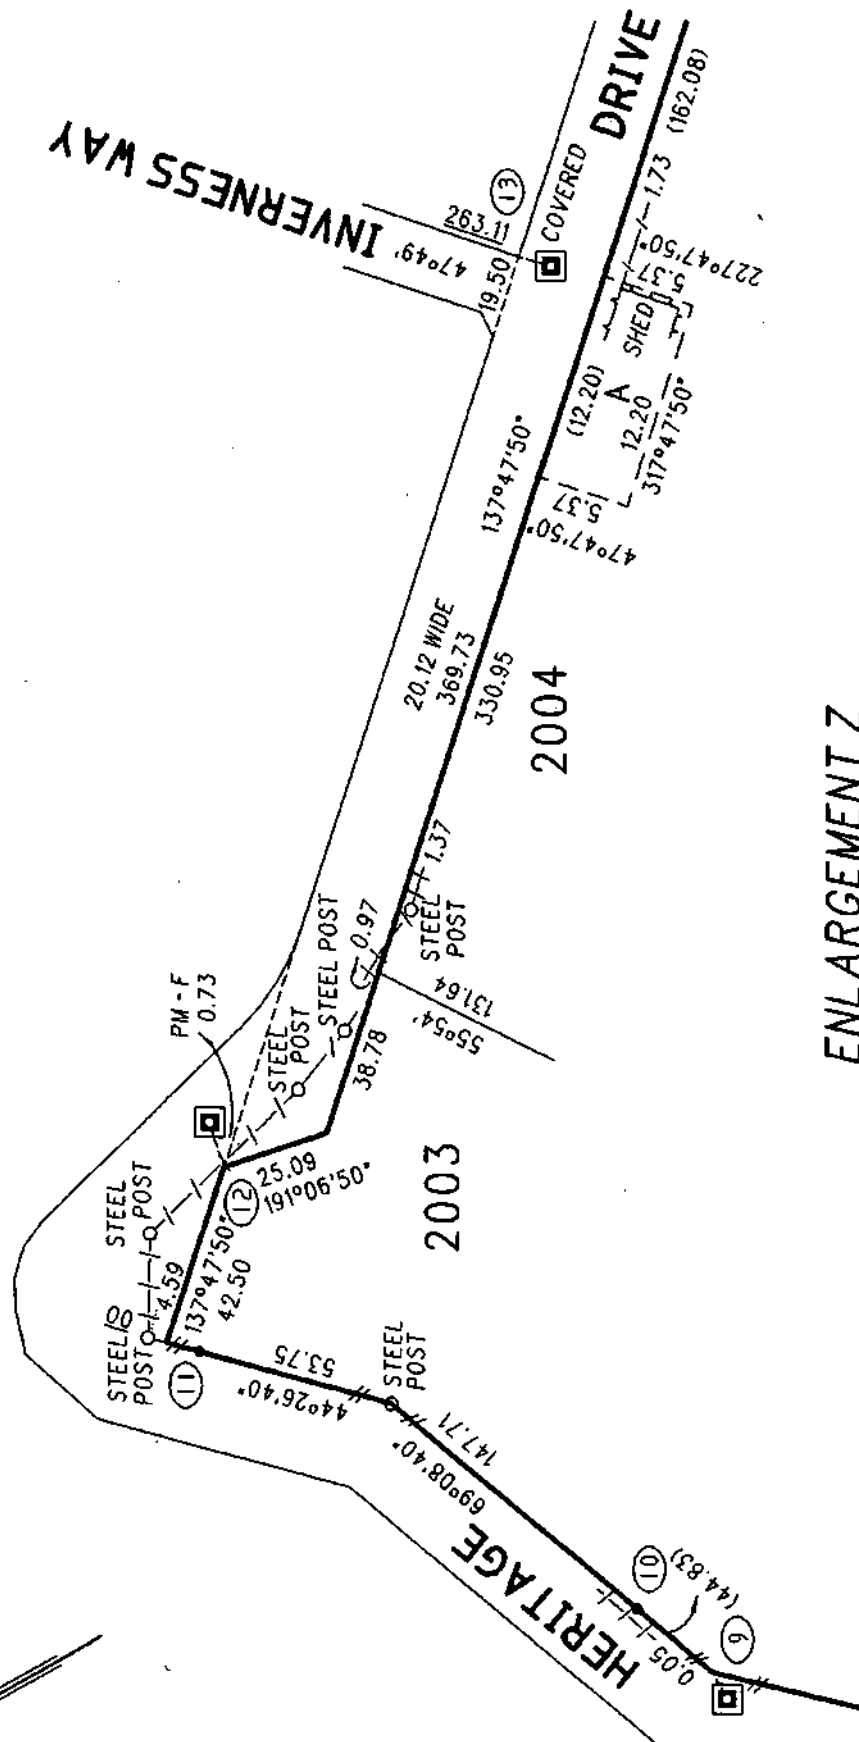 INVERNESS WAY
47°49'
263.11
19.50
13
COVERED
DRIVE
(162.08)
1.73
227°47'50"
5.37
SHED
(12.20)
A
12.20
317°47'50"
137°47'50"
5.37
47°47'50"
20.12 WIDE
369.73
330.95
2004
ENLARGEMENT Z
1.37
STEEL
POST
0.97
STEEL POST
STEEL
POST
131.64
55°54'
38.78
PM-F
0.73
25.09
191°06'50"
12
2003
STEEL
POST
4.59
137°47'50"
42.50
STEEL
POST
11
53.75
44°26'40"
STEEL
POST
147.71
69°08'40"
HERITAGE
10
(44.83)
0.05
9